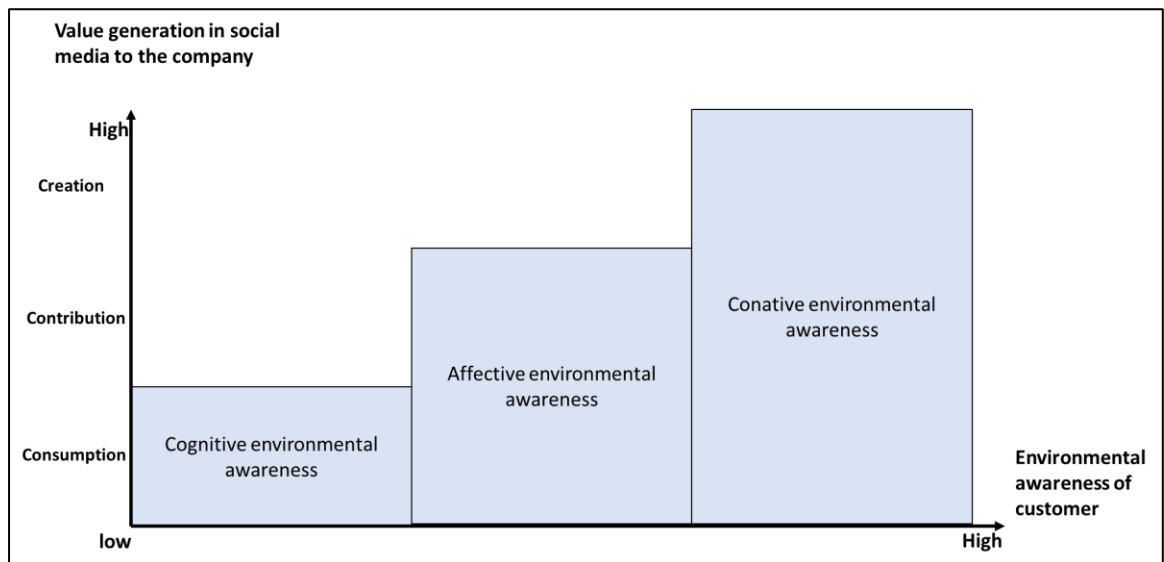 Value generation in social
media to the company
High
Creation
Contribution
Consumption
Cognitive environmental
awareness
Affective environmental
awareness
Conative environmental
awareness
Environmental
awareness of
customer
low
High